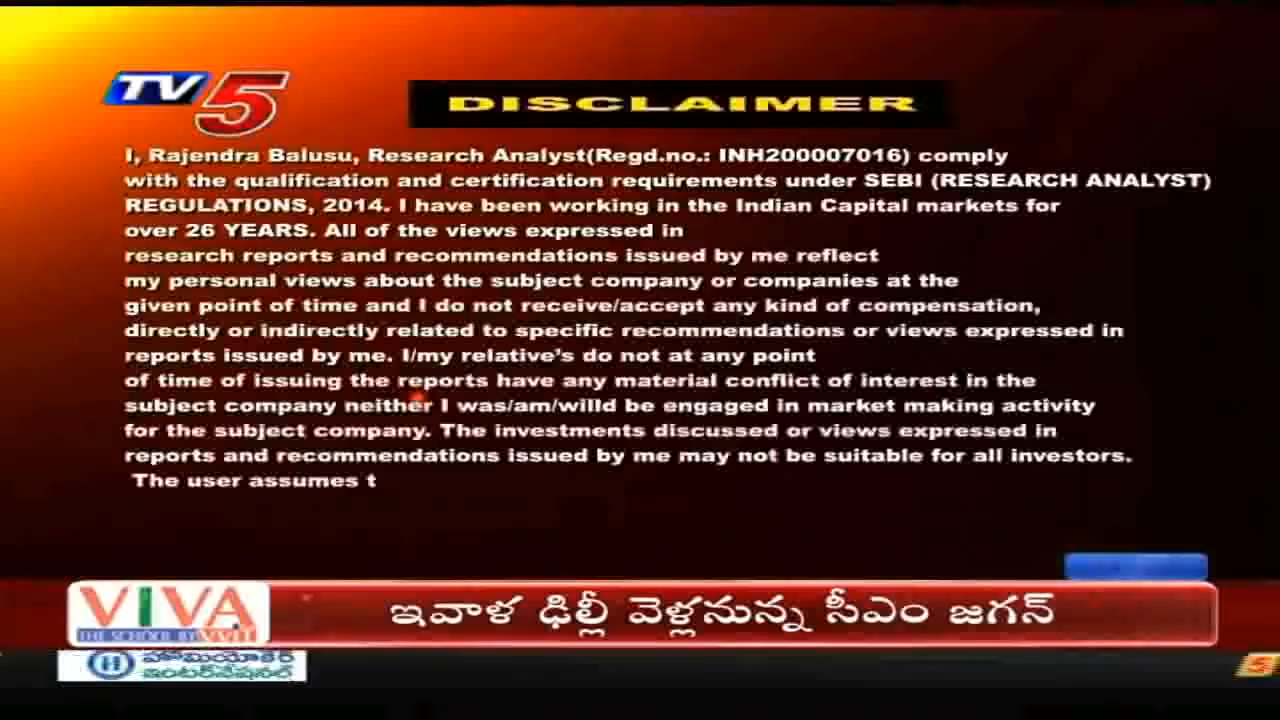 TV5
DISCLAIMER
I, Rajendra Balusu, Research Analyst(Regd.no.: INH200007016) comply
with the qualification and certification requirements under SEBI (RESEARCH ANALYST)
REGULATIONS, 2014. I have been working in the Indian Capital markets for
over 26 YEARS. All of the views expressed in
research reports and recommendations issued by me reflect
my personal views about the subject company or companies at the
given point of time and I do not receive/accept any kind of compensation,
directly or indirectly related to specific recommendations or views expressed in
reports issued by me. I/my relative's do not at any point
of time of issuing the reports have any material conflict of interest in the
subject company neither I was/am/willd be engaged in market making activity
for the subject company. The investments discussed or views expressed in
reports and recommendations issued by me may not be suitable for all investors.
The user assumes t
VIVA
THE SCHOOL BY VVIT
ఇవాళ ఢిల్లీ వెళ్లనున్న సీఎం జగన్
హోమియోకేర్
ఇంటర్నేషనల్
5